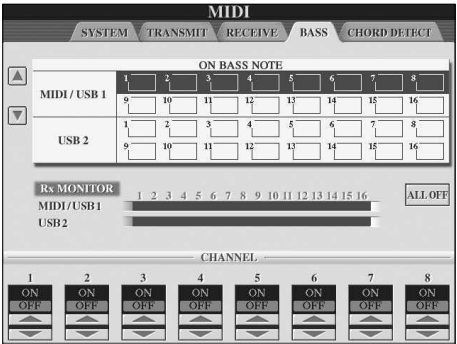 MIDI
SYSTEM TRANSMIT RECEIVE BASS CHORD DETECT
ON BASS NOTE
MIDI / USB 1
1 2 3 4 5 6 7 8
9 10 11 12 13 14 15 16
USB 2
1 2 3 4 5 6 7 8
9 10 11 12 13 14 15 16
Rx MONITOR
1 2 3 4 5 6 7 8 9 10 11 12 13 14 15 16
MIDI/USB1
USB2
ALL OFF
CHANNEL
1 2 3 4 5 6 7 8
ON ON ON ON ON ON ON ON
OFF OFF OFF OFF OFF OFF OFF OFF